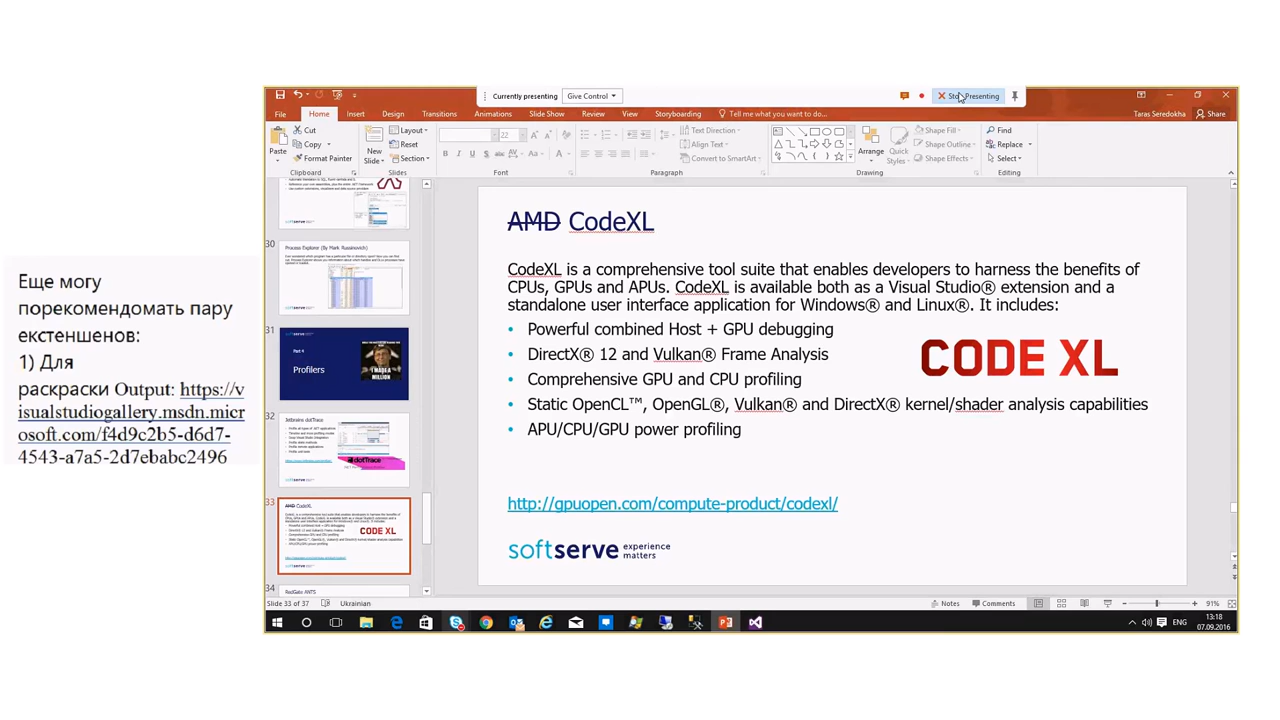 Еще могу
порекомендомать пару
екстеншенов:
1) Для
раскраски Output: https://v
isualstudiogallery.msdn.micr
osoft.com/f4d9c2b5-d6d7-
4543-a7a5-2d7ebabc2496
Currently presenting
Give Control
Stop Presenting
File
Home
Insert
Design
Transitions
Animations
Slide Show
Review
View
Storyboarding
Tell me what you want to do...
Taras Seredokha
Share
Paste
Cut
Copy
Format Painter
Clipboard
New
Slide
Layout
Reset
Section
Slides
22
Font
Text Direction
Align Text
Convert to SmartArt
Paragraph
Arrange
Quick
Styles
Shape Fill
Shape Outline
Shape Effects
Drawing
Find
Replace
Select
Editing
30
Process Explorer (By Mark Russinovich)
31
Part 4
Profilers
I MADE A
MILLION
32
JetBrains dotTrace
dotTrace
33
AMD CodeXL
CODE XL
34
RedGate ANTS
AMD CodeXL
CodeXL is a comprehensive tool suite that enables developers to harness the benefits of
CPUs, GPUs and APUs. CodeXL is available both as a Visual Studio® extension and a
standalone user interface application for Windows® and Linux®. It includes:
• Powerful combined Host + GPU debugging
• DirectX® 12 and Vulkan® Frame Analysis
• Comprehensive GPU and CPU profiling
• Static OpenCL™, OpenGL®, Vulkan® and DirectX® kernel/shader analysis capabilities
• APU/CPU/GPU power profiling
CODE XL
http://gpuopen.com/compute-product/codexl/
softserve experience
matters
Slide 33 of 37
Ukrainian
Notes
Comments
91%
ENG
13:18
07.09.2016